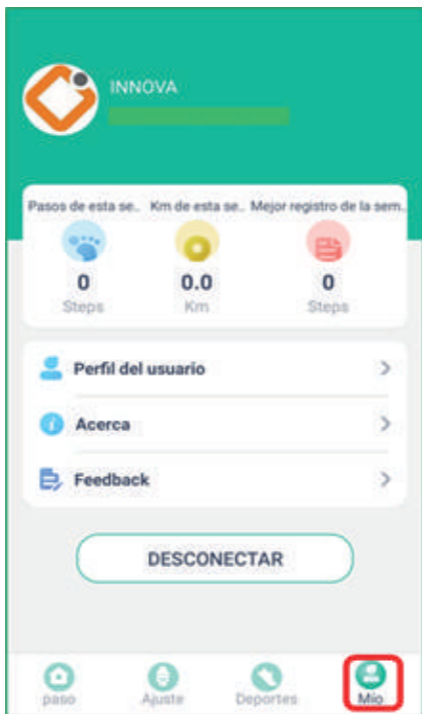 INNOVA
Pasos de esta se.. Km de esta se.. Mejor registro de la sem..
0 0.0 0
Steps Km Steps
Perfil del usuario
Acerca
Feedback
DESCONECTAR
paso Ajuste Deportes Mío